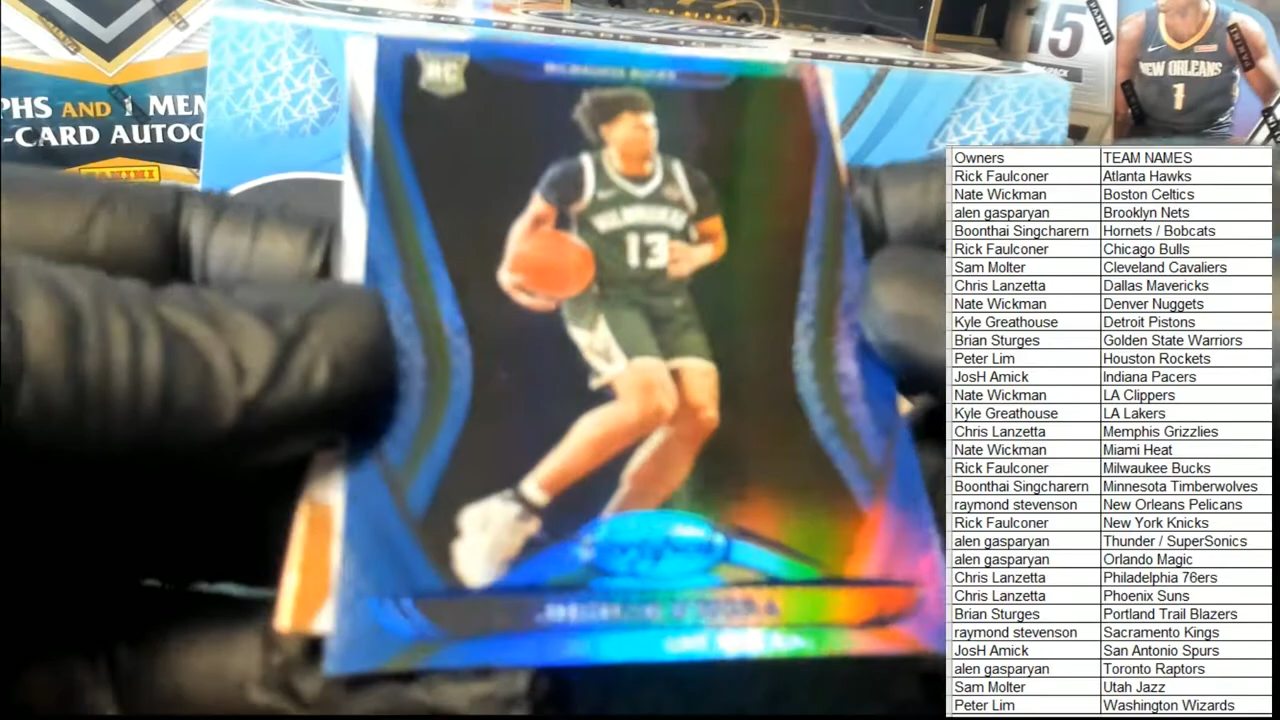 PHS AND 1 MEM
-CARD AUTOG
PANINI
RC
MILWAUKEE BUCKS
MILWAUKEE
13
15
PANINI
NEW ORLEANS
1
Owners TEAM NAMES
Rick Faulconer Atlanta Hawks
Nate Wickman Boston Celtics
alen gasparyan Brooklyn Nets
Boonthai Singcharern Hornets / Bobcats
Rick Faulconer Chicago Bulls
Sam Molter Cleveland Cavaliers
Chris Lanzetta Dallas Mavericks
Nate Wickman Denver Nuggets
Kyle Greathouse Detroit Pistons
Brian Sturges Golden State Warriors
Peter Lim Houston Rockets
JosH Amick Indiana Pacers
Nate Wickman LA Clippers
Kyle Greathouse LA Lakers
Chris Lanzetta Memphis Grizzlies
Nate Wickman Miami Heat
Rick Faulconer Milwaukee Bucks
Boonthai Singcharern Minnesota Timberwolves
raymond stevenson New Orleans Pelicans
Rick Faulconer New York Knicks
alen gasparyan Thunder / SuperSonics
alen gasparyan Orlando Magic
Chris Lanzetta Philadelphia 76ers
Chris Lanzetta Phoenix Suns
Brian Sturges Portland Trail Blazers
raymond stevenson Sacramento Kings
JosH Amick San Antonio Spurs
alen gasparyan Toronto Raptors
Sam Molter Utah Jazz
Peter Lim Washington Wizards